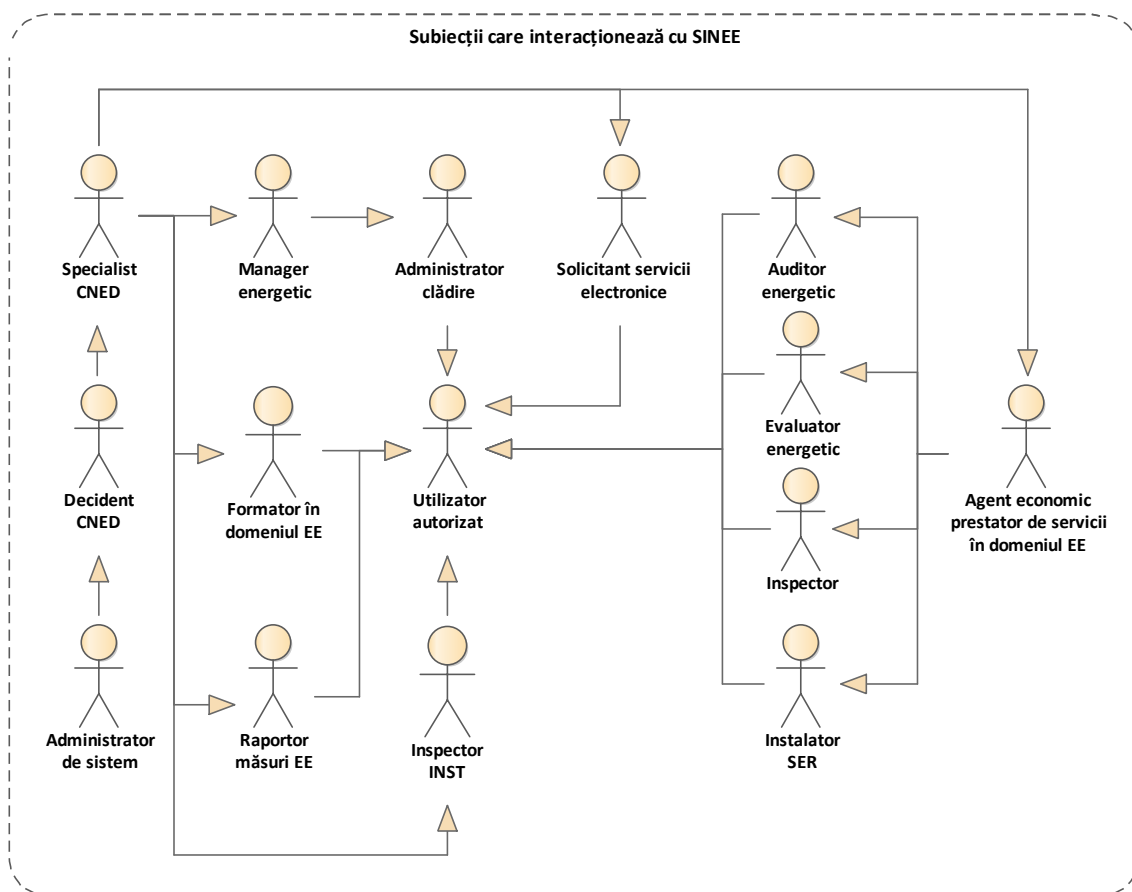 Subiecții care interacționează cu SINEE
Specialist
CNED
Manager
energetic
Administrator
clădire
Solicitant servicii
electronice
Auditor
energetic
Evaluator
energetic
Decident
CNED
Formator în
domeniul EE
Utilizator
autorizat
Agent economic
prestator de servicii
în domeniul EE
Inspector
Administrator
de sistem
Raportor
măsuri EE
Inspector
INST
Instalator
SER